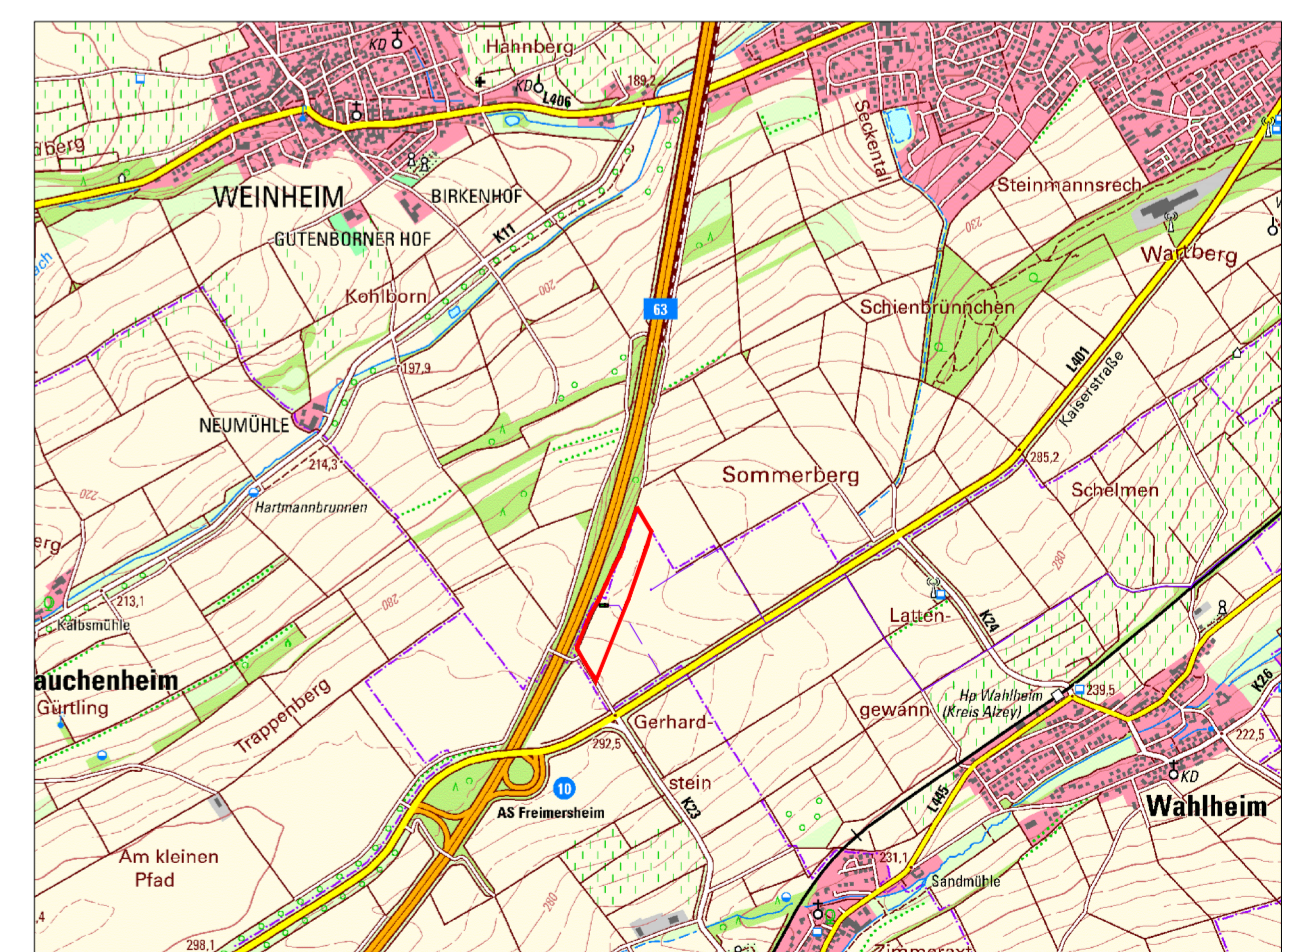 KD
Hahnberg
189,2
KD
L406
Seckental
WEINHEIM
BIRKENHOF
Steinmannsrech
GUTENBORNER HOF
K11
230
Wartberg
Kohlborn
200
63
Schienbrünnchen
197,9
L401
Kaiserstraße
NEUMÜHLE
214,3
Sommerberg
285,2
Schelmen
220
Hartmannbrunnen
280
213,1
280
Kalbsmühle
Latten-
K24
auchenheim
Gürtling
Trappenberg
Hp Wahlheim
(Kreis Alzey)
239,5
K26
gewann
Gerhard-
292,5
222,5
stein
KD
10
AS Freimersheim
K23
L445
Wahlheim
Am kleinen
Pfad
231,1
Sandmühle
280
298,1